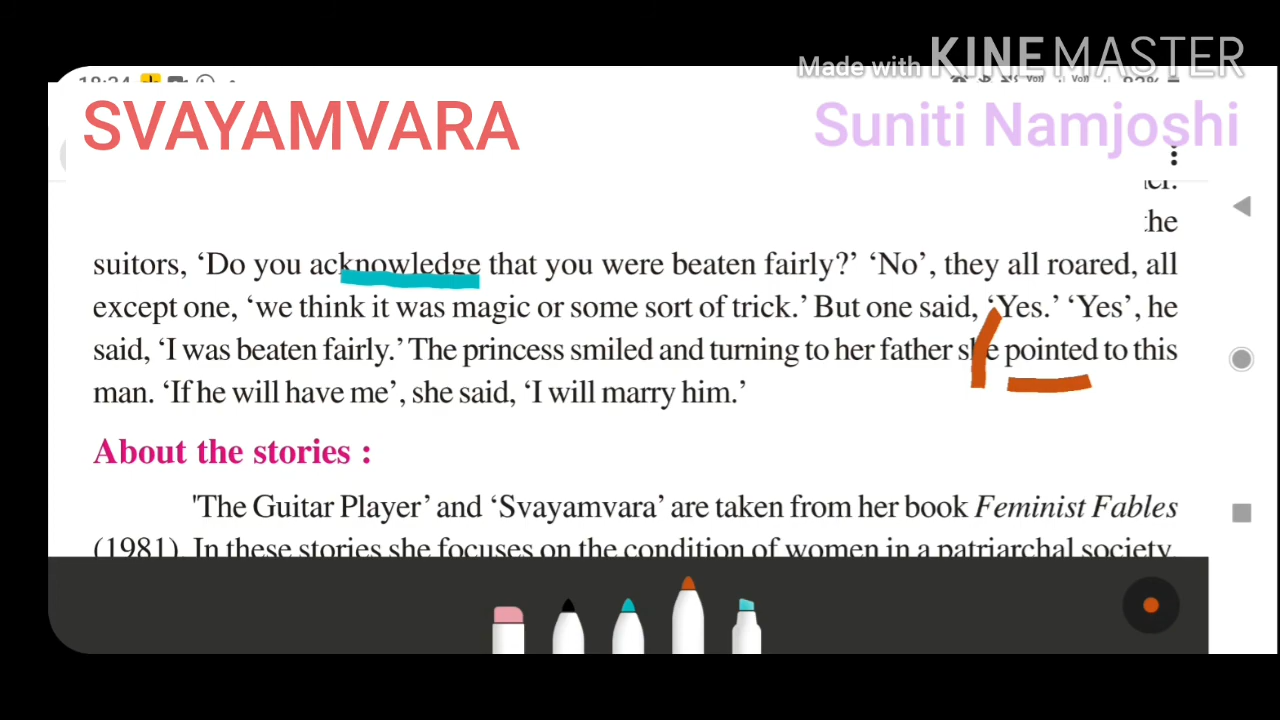 Made with KINEMASTER
18:24
82%
SVAYAMVARA
Suniti Namjoshi
the
suitors, ‘Do you acknowledge that you were beaten fairly?’ ‘No’, they all roared, all
except one, ‘we think it was magic or some sort of trick.’ But one said, ‘Yes.’ ‘Yes’, he
said, ‘I was beaten fairly.’ The princess smiled and turning to her father she pointed to this
man. ‘If he will have me’, she said, ‘I will marry him.’
About the stories :
'The Guitar Player’ and ‘Svayamvara’ are taken from her book Feminist Fables
(1981). In these stories she focuses on the condition of women in a patriarchal society